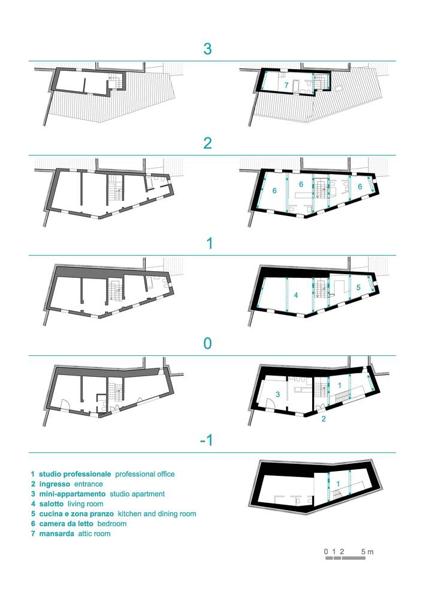 3
7
2
6 6 6
1
4 5
0
3 1
2
-1
1 studio professionale professional office
2 ingresso entrance
3 mini-appartamento studio apartment
4 salotto living room
5 cucina e zona pranzo kitchen and dining room
6 camera da letto bedroom
7 mansarda attic room
1
0 1 2 5 m